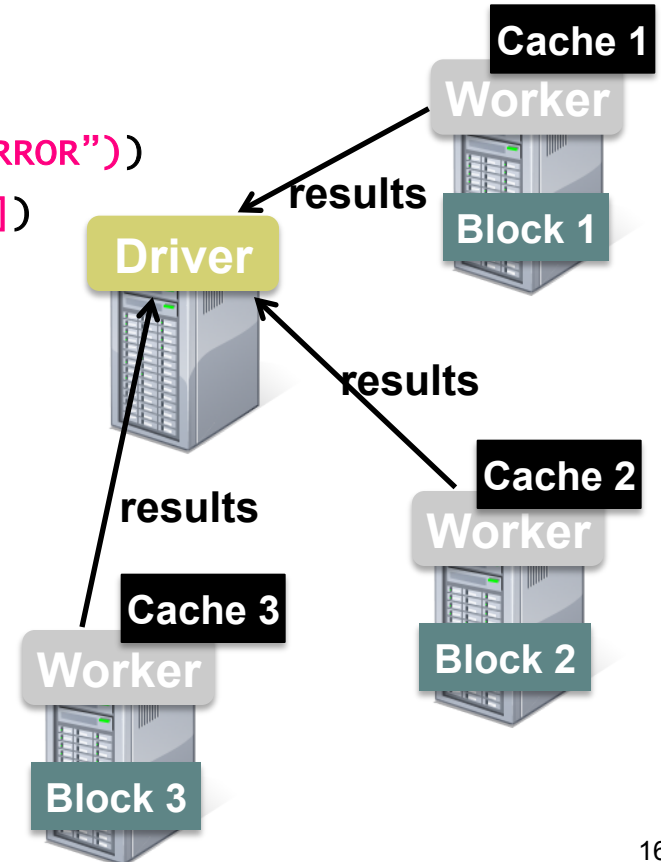 Cache 1
Worker
RROR”))
])
results
Block 1
Driver
results
Cache 2
Worker
results
Cache 3
Block 2
Worker
Block 3
16